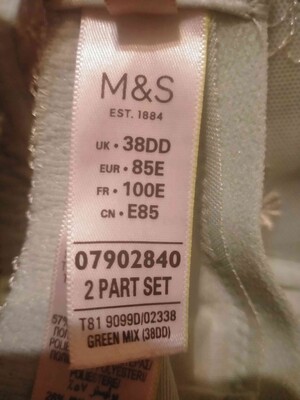 M&S
EST. 1884
UK • 38DD
EUR • 85E
FR • 100E
CN • E85
07902840
2 PART SET
T81 9099D/02338
GREEN MIX (38DD)
57%